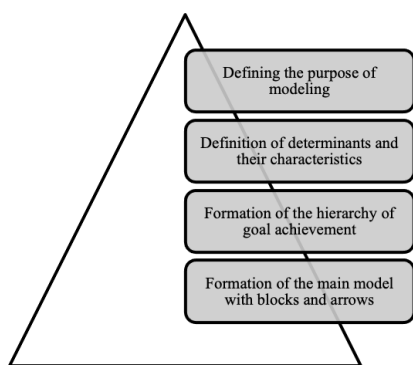 Defining the purpose of
modeling
Definition of determinants and
their characteristics
Formation of the hierarchy of
goal achievement
Formation of the main model
with blocks and arrows